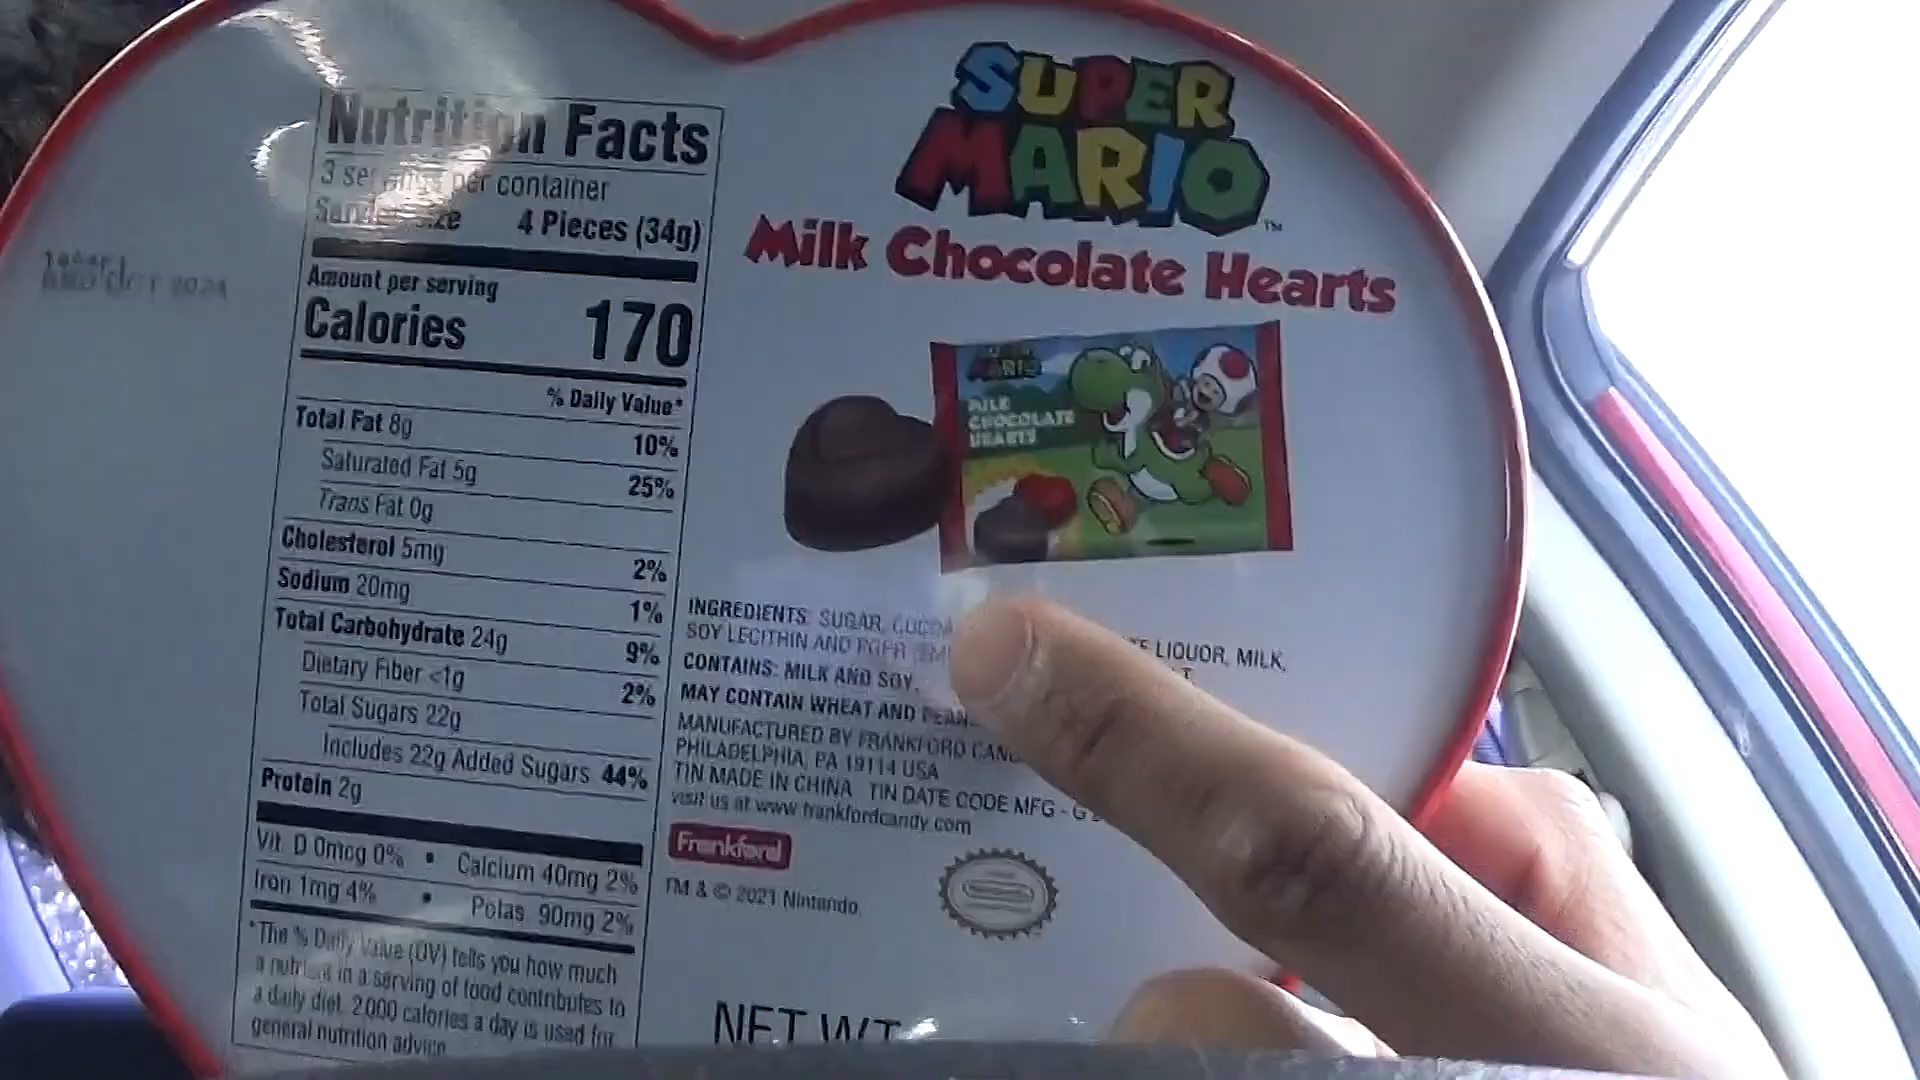 Nutrition Facts
3 servings per container
Serving size 4 Pieces (34g)
Amount per serving
Calories 170
% Daily Value*
Total Fat 8g 10%
Saturated Fat 5g 25%
Trans Fat 0g
Cholesterol 5mg 2%
Sodium 20mg 1%
Total Carbohydrate 24g 9%
Dietary Fiber <1g 2%
Total Sugars 22g
Includes 22g Added Sugars 44%
Protein 2g
Vit. D 0mcg 0% • Calcium 40mg 2%
Iron 1mg 4% • Potas. 90mg 2%
*The % Daily Value (DV) tells you how much
a nutrient in a serving of food contributes to
a daily diet. 2,000 calories a day is used for
general nutrition advice.
OCT 2024
SUPER
MARIO™
Milk Chocolate Hearts
MARIO
MILK
CHOCOLATE
HEARTS
INGREDIENTS: SUGAR, COCOA LIQUOR, MILK,
SOY LECITHIN AND PGPR
CONTAINS: MILK AND SOY.
MAY CONTAIN WHEAT AND
MANUFACTURED BY FRANKFORD
PHILADELPHIA, PA 19114 USA
TIN MADE IN CHINA TIN DATE CODE MFG -
visit us at www.frankfordcandy.com
Frankford
TM & © 2021 Nintendo.
NET WT